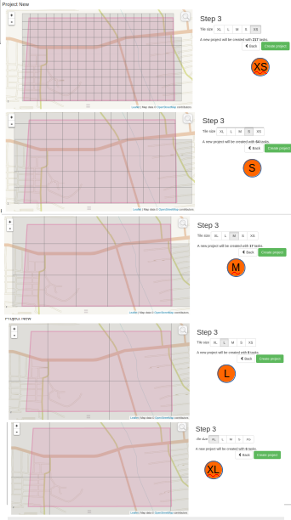 Project New
Step 3
Tile size: XL L M S XS
A new project will be created with 217 tasks.
Back Create project
XS
Leaflet | Map data © OpenStreetMap contributors
Step 3
Tile size: XL L M S XS
A new project will be created with tasks.
Back Create project
S
Leaflet | Map data © OpenStreetMap contributors
Step 3
Tile size: XL L M S XS
A new project will be created with 17 tasks.
Back Create project
M
Leaflet | Map data © OpenStreetMap contributors
Project New
Step 3
Tile size: XL L M S XS
A new project will be created with tasks.
Back Create project
L
Leaflet | Map data © OpenStreetMap contributors
Step 3
Tile size: XL L M S XS
A new project will be created with tasks.
Back Create project
XL
Leaflet | Map data © OpenStreetMap contributors